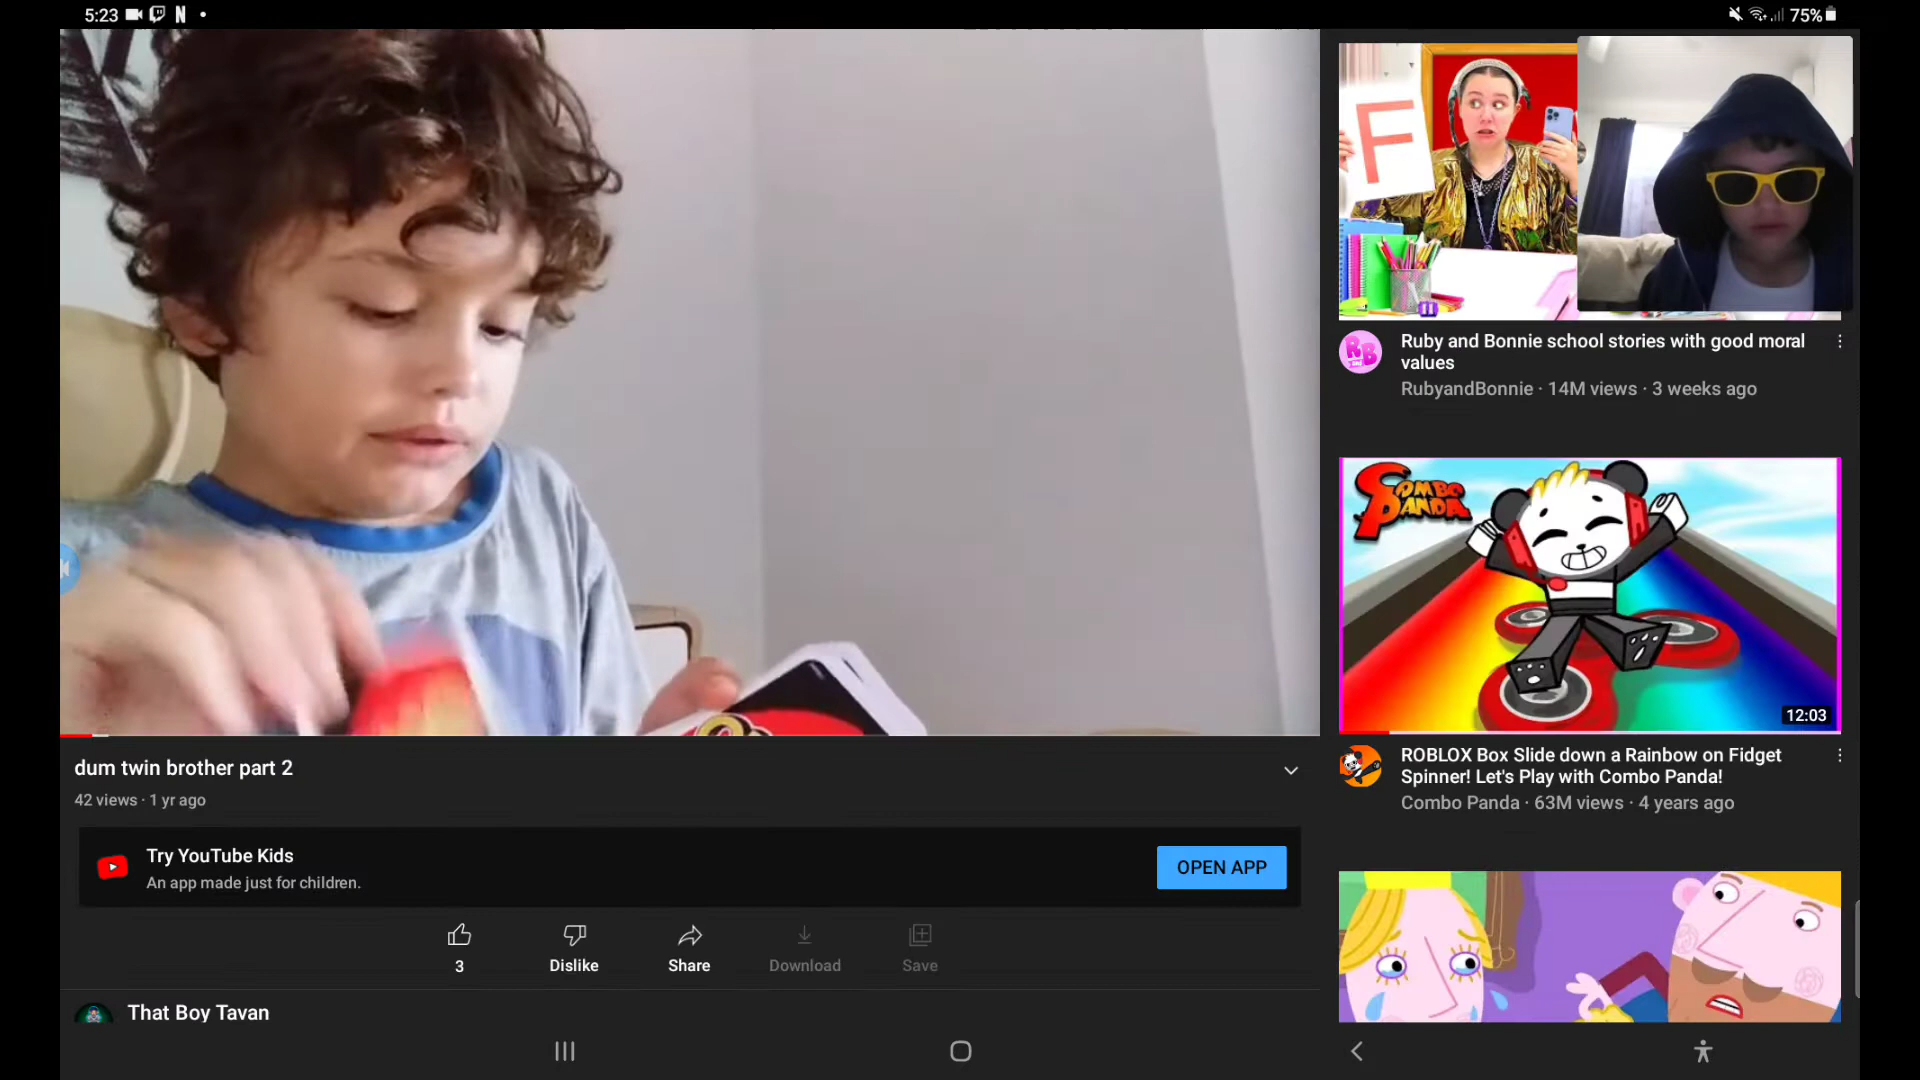 5:23
75%
F
Ruby and Bonnie school stories with good moral
values
RubyandBonnie · 14M views · 3 weeks ago
COMBO
PANDA
12:03
ROBLOX Box Slide down a Rainbow on Fidget
Spinner! Let's Play with Combo Panda!
Combo Panda · 63M views · 4 years ago
dum twin brother part 2
42 views · 1 yr ago
Try YouTube Kids
An app made just for children.
OPEN APP
3
Dislike
Share
Download
Save
That Boy Tavan